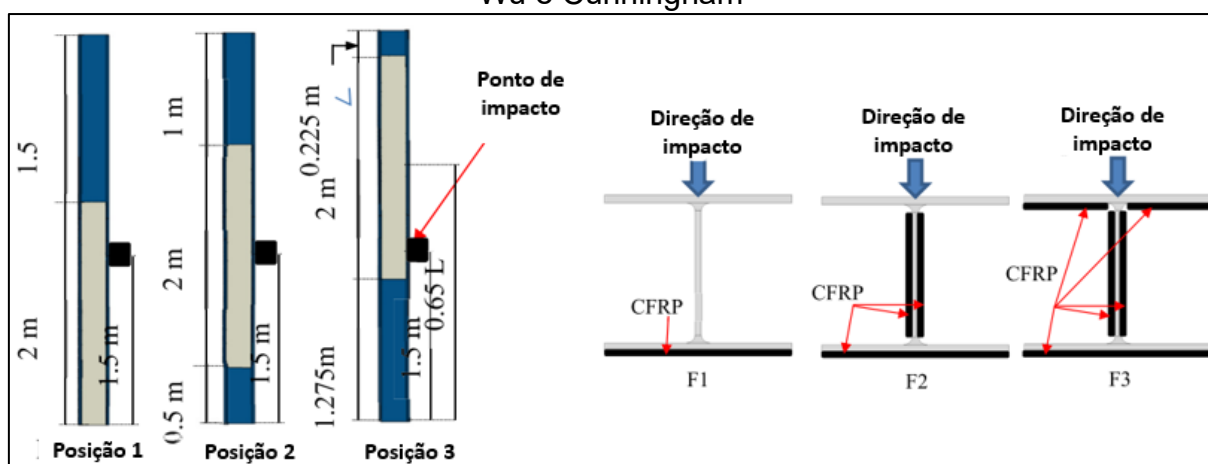 Wu e Cunningham
1.5
2 m
1.5 m
Posição 1
1 m
2 m
0.5 m
1.5 m
Posição 2
0.225 m
2 m
1.275m
1.5 m
0.65 L
Posição 3
Ponto de
impacto
Direção de
impacto
CFRP
F1
Direção de
impacto
CFRP
F2
Direção de
impacto
CFRP
F3